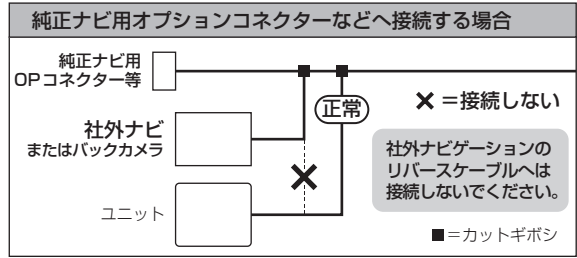 純正ナビ用オプションコネクターなどへ接続する場合
純正ナビ用
OPコネクター等
正常
✕＝接続しない
社外ナビ
またはバックカメラ
社外ナビゲーションの
リバースケーブルへは
接続しないでください。
ユニット
■＝カットギボシ